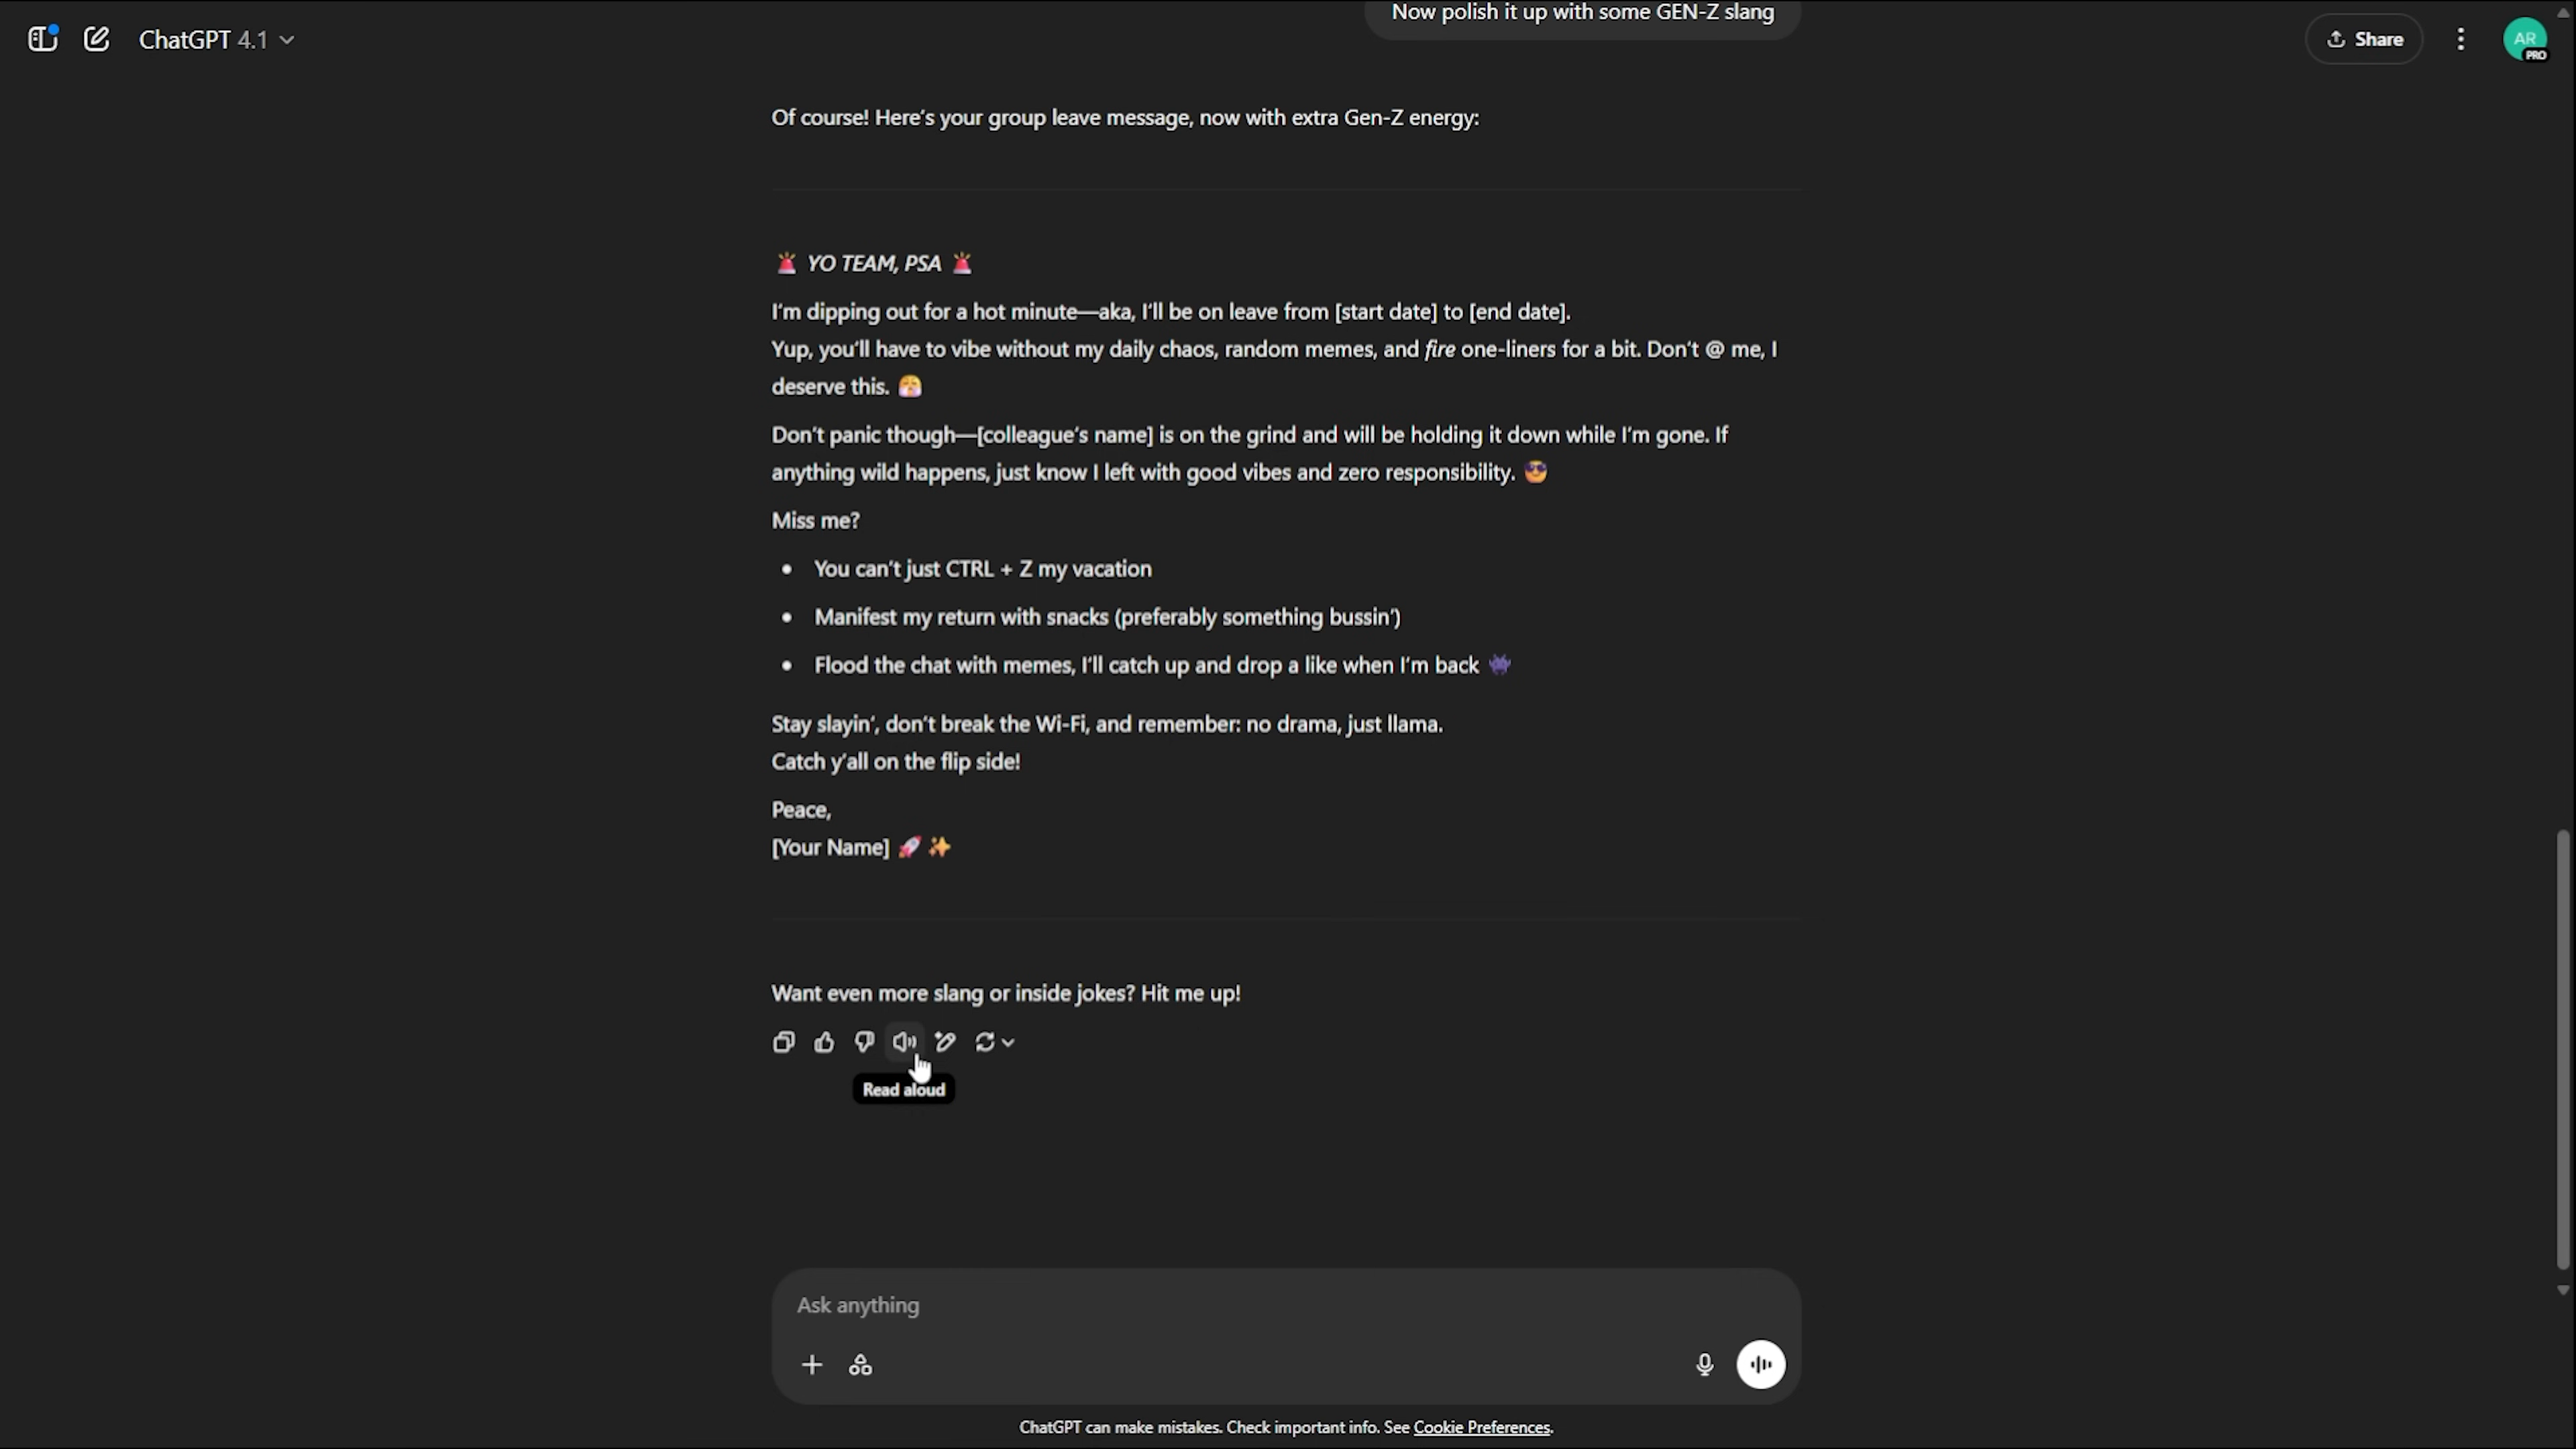 Now polish it up with some GEN-Z slang
ChatGPT 4.1
Share
AR
PRO
Of course! Here's your group leave message, now with extra Gen-Z energy:
🚨 YO TEAM, PSA 🚨
I'm dipping out for a hot minute—aka, I'll be on leave from [start date] to [end date].
Yup, you'll have to vibe without my daily chaos, random memes, and fire one-liners for a bit. Don't @ me, I
deserve this. 😤
Don't panic though—[colleague's name] is on the grind and will be holding it down while I'm gone. If
anything wild happens, just know I left with good vibes and zero responsibility. 😎
Miss me?
• You can't just CTRL + Z my vacation
• Manifest my return with snacks (preferably something bussin')
• Flood the chat with memes, I'll catch up and drop a like when I'm back 👾
Stay slayin', don't break the Wi-Fi, and remember: no drama, just llama.
Catch y'all on the flip side!
Peace,
[Your Name] 🚀✨
Want even more slang or inside jokes? Hit me up!
Read aloud
Ask anything
ChatGPT can make mistakes. Check important info. See Cookie Preferences.